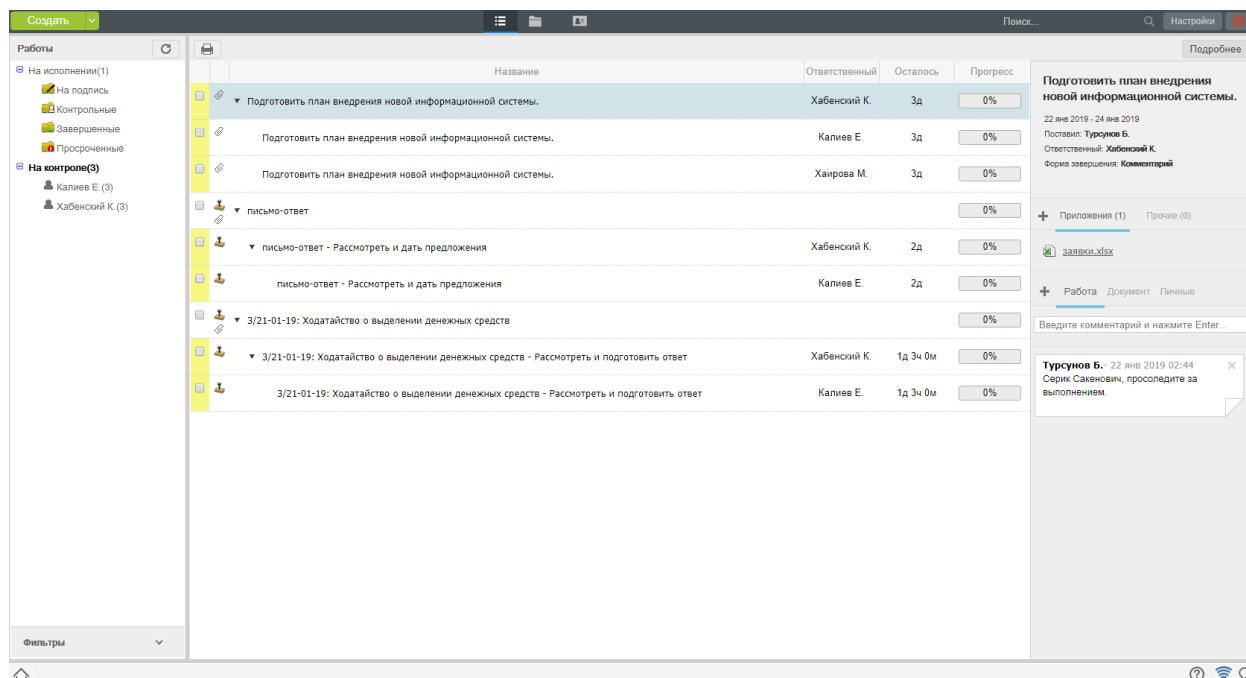 Создать
Поиск...
Настройки
Работы
Подробнее
На исполнении(1)
На подпись
Контрольные
Завершенные
Просроченные
На контроле(3)
Калиев Е.(3)
Хабенский К.(3)
Фильтры
Название Ответственный Осталось Прогресс
Подготовить план внедрения новой информационной системы. Хабенский К. 3д 0%
Подготовить план внедрения новой информационной системы. Калиев Е. 3д 0%
Подготовить план внедрения новой информационной системы. Хаирова М. 3д 0%
письмо-ответ 0%
письмо-ответ - Рассмотреть и дать предложения Хабенский К. 2д 0%
письмо-ответ - Рассмотреть и дать предложения Калиев Е. 2д 0%
3/21-01-19: Ходатайство о выделении денежных средств 0%
3/21-01-19: Ходатайство о выделении денежных средств - Рассмотреть и подготовить ответ Хабенский К. 1д 3ч 0м 0%
3/21-01-19: Ходатайство о выделении денежных средств - Рассмотреть и подготовить ответ Калиев Е. 1д 3ч 0м 0%
Подготовить план внедрения
новой информационной системы.
22 янв 2019 - 24 янв 2019
Поставил: Турсунов Б.
Ответственный: Хабенский К.
Форма завершения: Комментарий
Приложения (1) Прочие (0)
заявки.xlsx
Работа Документ Личные
Введите комментарий и нажмите Enter...
Турсунов Б. - 22 янв 2019 02:44
Серик Сакенович, проследите за
выполнением.